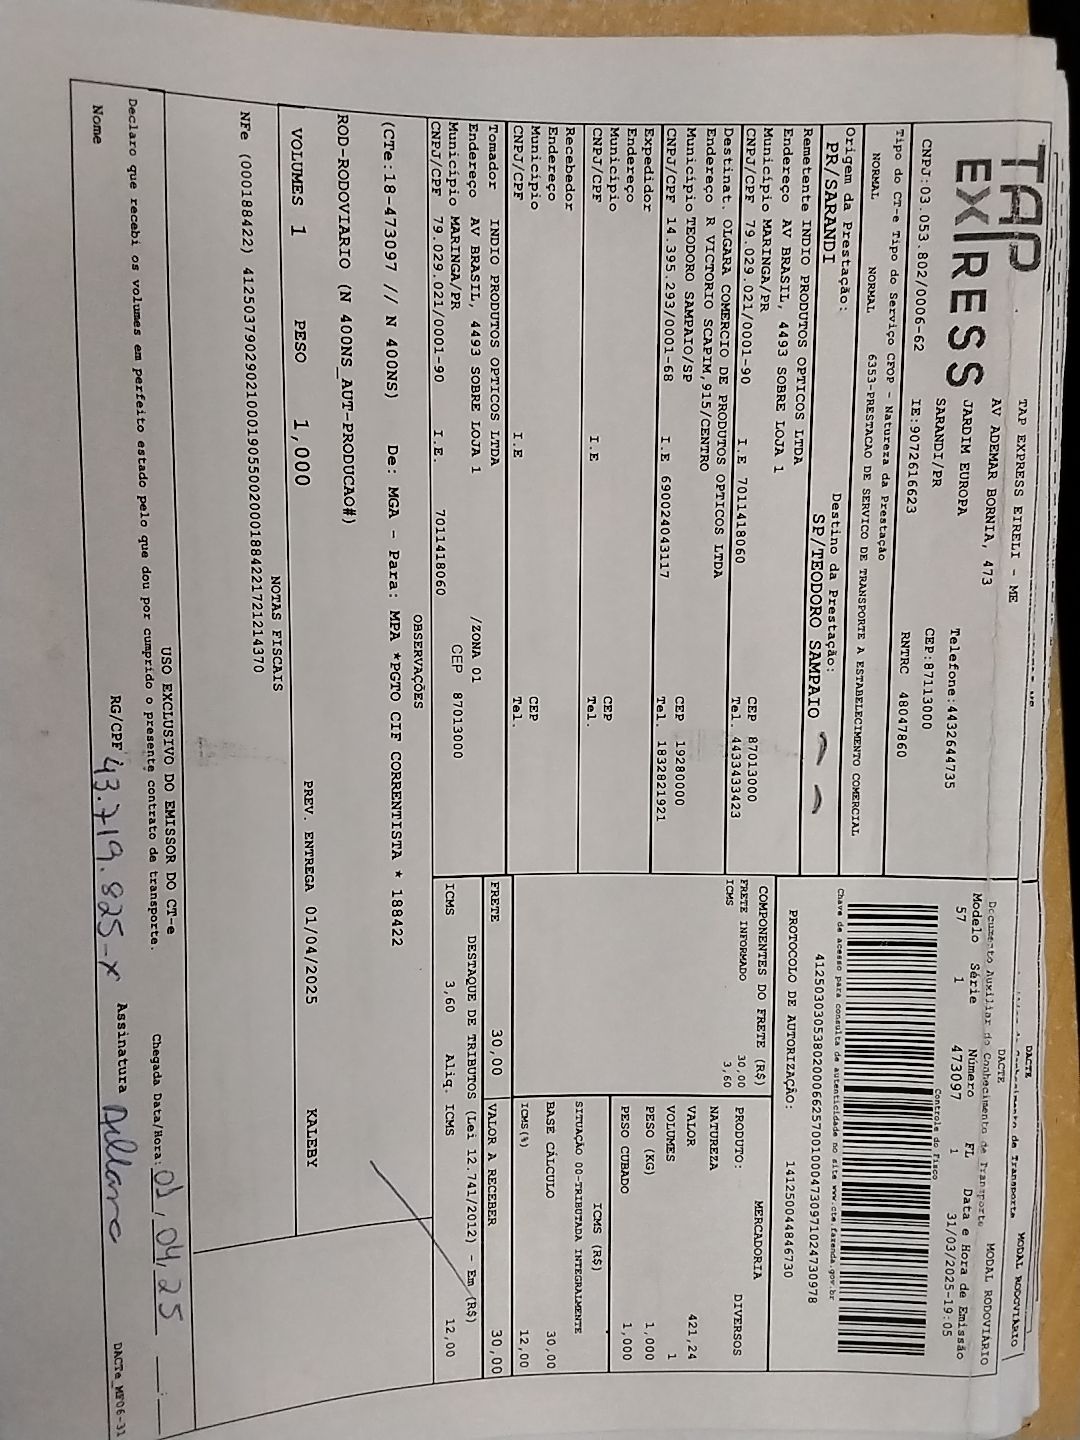 TAP
EXPRESS
CNPJ:03.053.802/0006-62
TAP EXPRESS EIRELI - ME
AV ADEMAR BORNIA, 473
JARDIM EUROPA
SARANDI/PR
IE:9072616623
Telefone:4432644735
CEP:87113000
RNTRC 48047860
DACTE
Documento Auxiliar do Conhecimento de Transporte
MODAL RODOVIÁRIO
Modelo Série Número FL Data e Hora de Emissão
57 1 473097 1 31/03/2025-19:05
Controle do Fisco
Chave de acesso para consulta de autenticidade no site www.cte.fazenda.gov.br
PROTOCOLO DE AUTORIZAÇÃO: 141250044846730
Tipo do CT-e Tipo do Serviço CFOP - Natureza da Prestação
NORMAL NORMAL 6353-PRESTACAO DE SERVICO DE TRANSPORTE A ESTABELECIMENTO COMERCIAL
Origem da Prestação: Destino da Prestação:
PR/SARANDI SP/TEODORO SAMPAIO
Remetente INDIO PRODUTOS OPTICOS LTDA
Endereço AV BRASIL, 4493 SOBRE LOJA 1
Município MARINGA/PR CEP 87013000
CNPJ/CPF 79.029.021/0001-90 I.E 7011418060 Tel. 4433433423
Destinat. OLGARA COMERCIO DE PRODUTOS OPTICOS LTDA
Endereço R VICTORIO SCAPIM,915/CENTRO
Município TEODORO SAMPAIO/SP CEP 19280000
CNPJ/CPF 14.395.293/0001-68 I.E 690024043117 Tel. 1832821921
Expedidor
Endereço
Município CEP
CNPJ/CPF I.E Tel.
Recebedor
Endereço
Município CEP
CNPJ/CPF I.E Tel.
Tomador INDIO PRODUTOS OPTICOS LTDA
Endereço AV BRASIL, 4493 SOBRE LOJA 1 /ZONA 01
Município MARINGA/PR CEP 87013000
CNPJ/CPF 79.029.021/0001-90 I.E. 7011418060
COMPONENTES DO FRETE (R$)
FRETE INFORMADO 30,00
ICMS 3,60
FRETE 30,00
MERCADORIA
PRODUTO: DIVERSOS
NATUREZA
VALOR 421,24
VOLUMES 1
PESO (KG) 1,000
PESO CUBADO 1,000
ICMS (R$)
SITUAÇÃO 00-TRIBUTADA INTEGRALMENTE
BASE CÁLCULO 30,00
ICMS(%) 12,00
VALOR A RECEBER 30,00
DESTAQUE DE TRIBUTOS (Lei 12.741/2012) - Em (R$)
ICMS 3,60 Aliq. ICMS 12,00
OBSERVAÇÕES
(CTe:18-473097 // N 400NS) De: MGA - Para: MPA *PGTO CIF CORRENTISTA * 188422
ROD-RODOVIARIO (N 400NS_AUT-PRODUCAO#)
VOLUMES 1 PESO 1,000 PREV. ENTREGA 01/04/2025 KALEBY
NOTAS FISCAIS
NFe (000188422) 41250379029021000190550020001884221721214370
USO EXCLUSIVO DO EMISSOR DO CT-e
Declaro que recebi os volumes em perfeito estado pelo que dou por cumprido o presente contrato de transporte. Chegada Data/Hora: 01/04/25 __:__
Nome RG/CPF 43.719.825-x Assinatura
DACTe_MF06-31